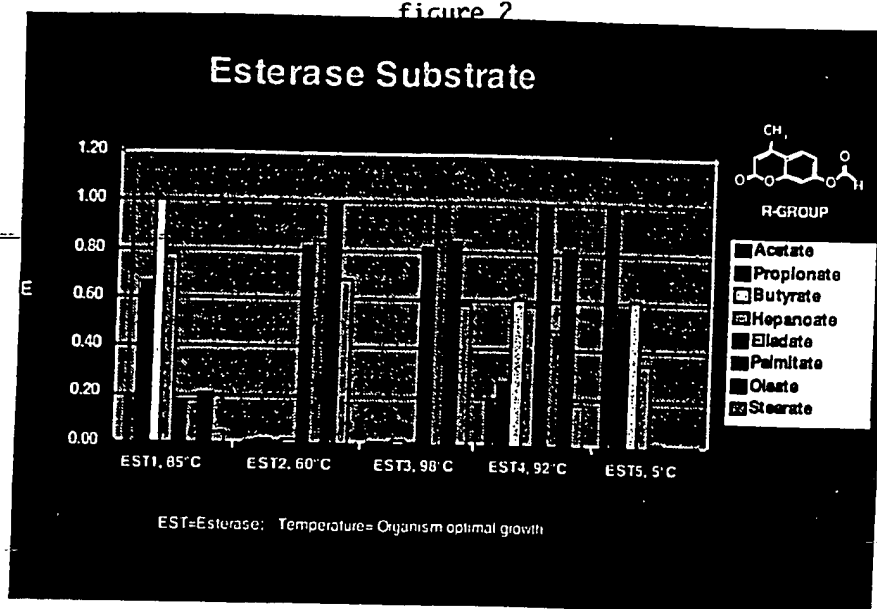 figure 2
Esterase Substrate
1.20
1.00
0.80
0.60
0.40
0.20
0.00
E
EST1, 85°C
EST2, 60°C
EST3, 98°C
EST4, 92°C
EST5, 5°C
CH3
O
O
O
O
H
R-GROUP
Acetate
Propionate
Butyrate
Hepanoate
Eliadate
Palmitate
Oleate
Stearate
EST=Esterase; Temperature= Organism optimal growth